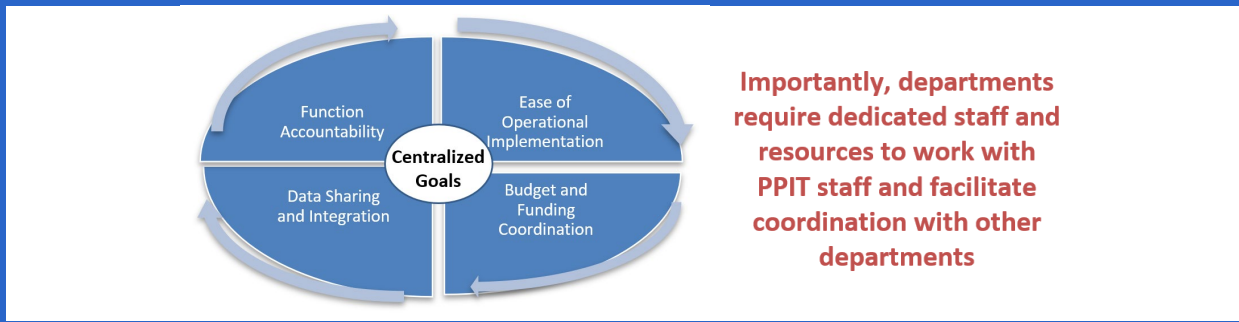 Function
Accountability
Ease of
Operational
Implementation
Centralized
Goals
Data Sharing
and Integration
Budget and
Funding
Coordination
Importantly, departments
require dedicated staff and
resources to work with
PPIT staff and facilitate
coordination with other
departments